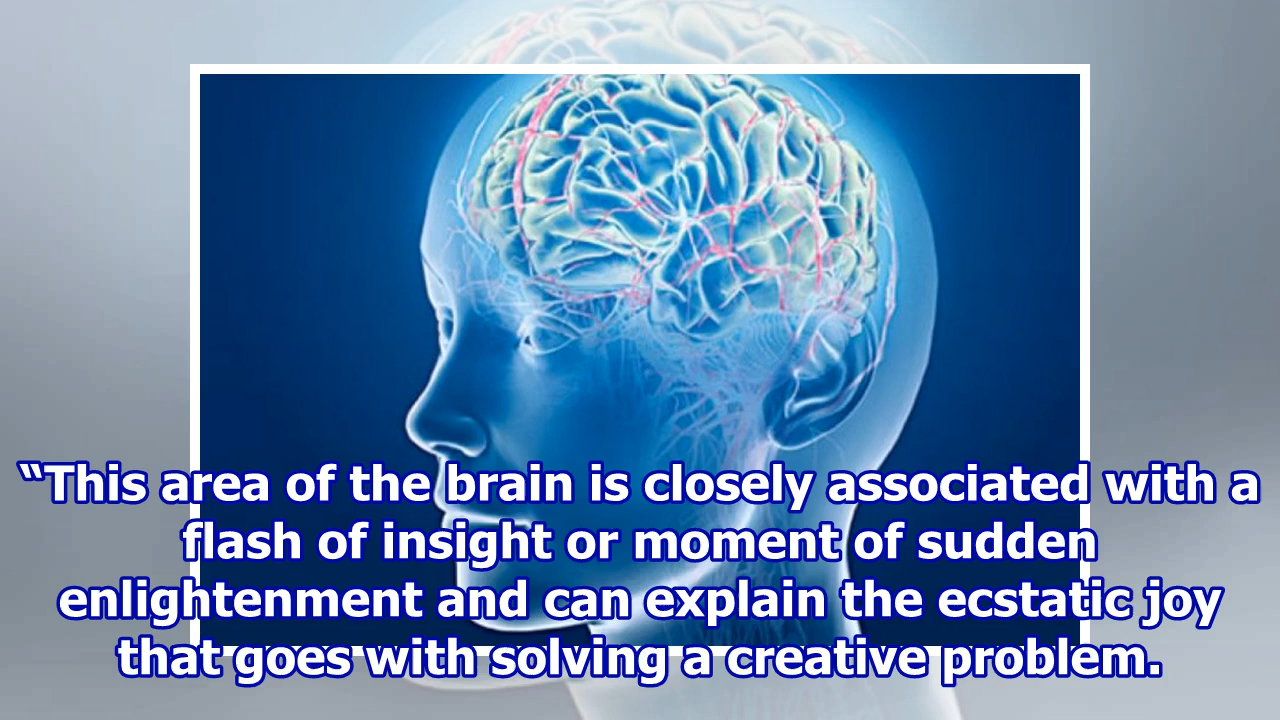 “This area of the brain is closely associated with a
flash of insight or moment of sudden
enlightenment and can explain the ecstatic joy
that goes with solving a creative problem.